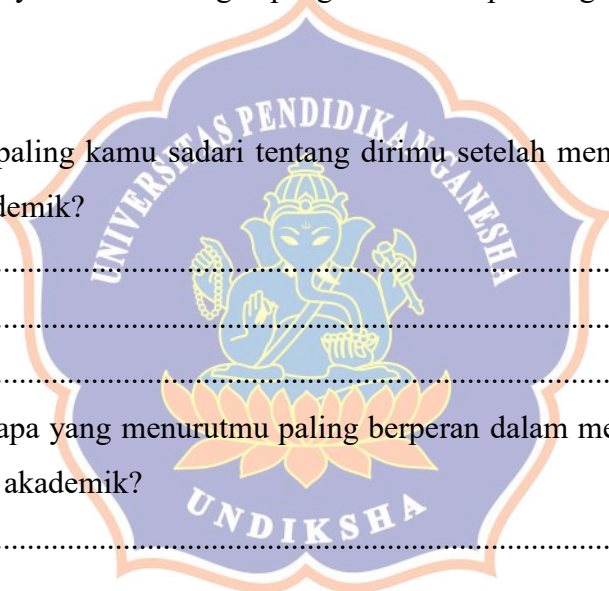 paling kamu sadari tentang dirimu setelah men
demik?
....................................................................................
....................................................................................
....................................................................................
apa yang menurutmu paling berperan dalam me
akademik?
....................................................................................
UNIVERSITAS PENDIDIKAN GANESHA
UNDIKSHA